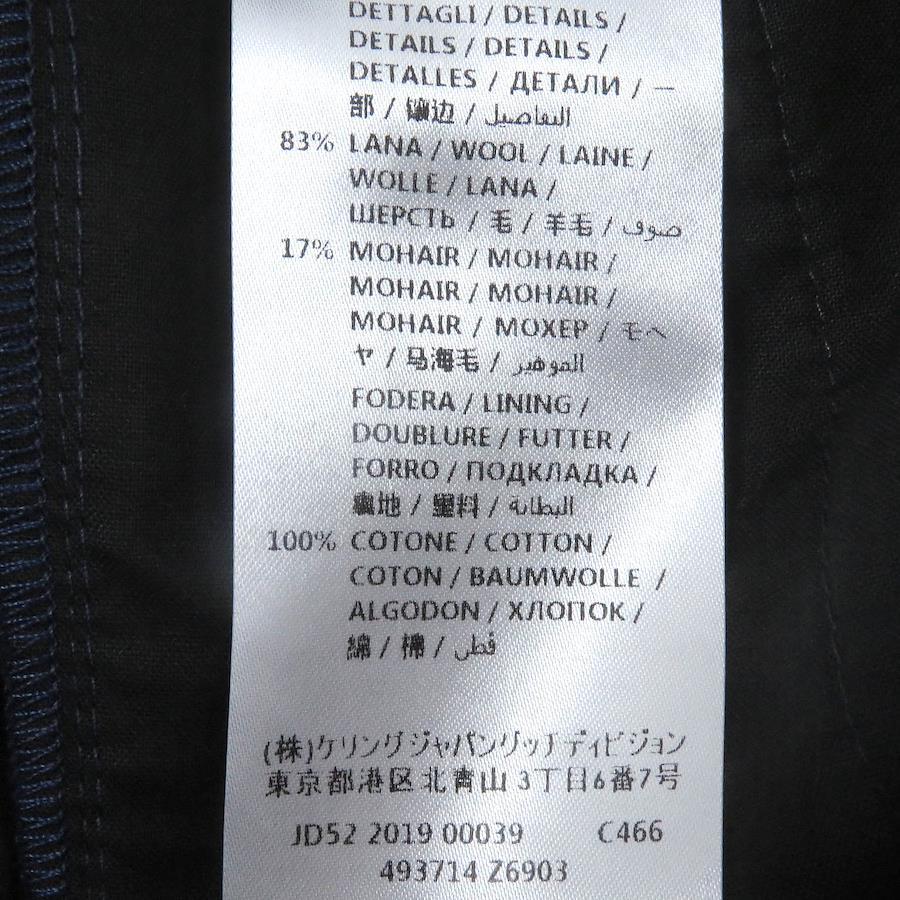 DETTAGLI / DETAILS /
DETAILS / DETAILS /
DETALLES / ДЕТАЛИ / 一
部 / 镶边 / التفاصيل
83% LANA / WOOL / LAINE /
WOLLE / LANA /
ШЕРСТЬ / 毛 / 羊毛 / صوف
17% MOHAIR / MOHAIR /
MOHAIR / MOHAIR /
MOHAIR / МОХЕР / モヘ
ヤ / 马海毛 / الموهير
FODERA / LINING /
DOUBLURE / FUTTER /
FORRO / ПОДКЛАДКА /
裏地 / 里料 / البطانة
100% COTONE / COTTON /
COTON / BAUMWOLLE /
ALGODON / ХЛОПОК /
綿 / 棉 / قطن
(株)ケリングジャパングッチディビジョン
東京都港区北青山 3丁目6番7号
JD52 2019 00039 C466
493714 Z6903